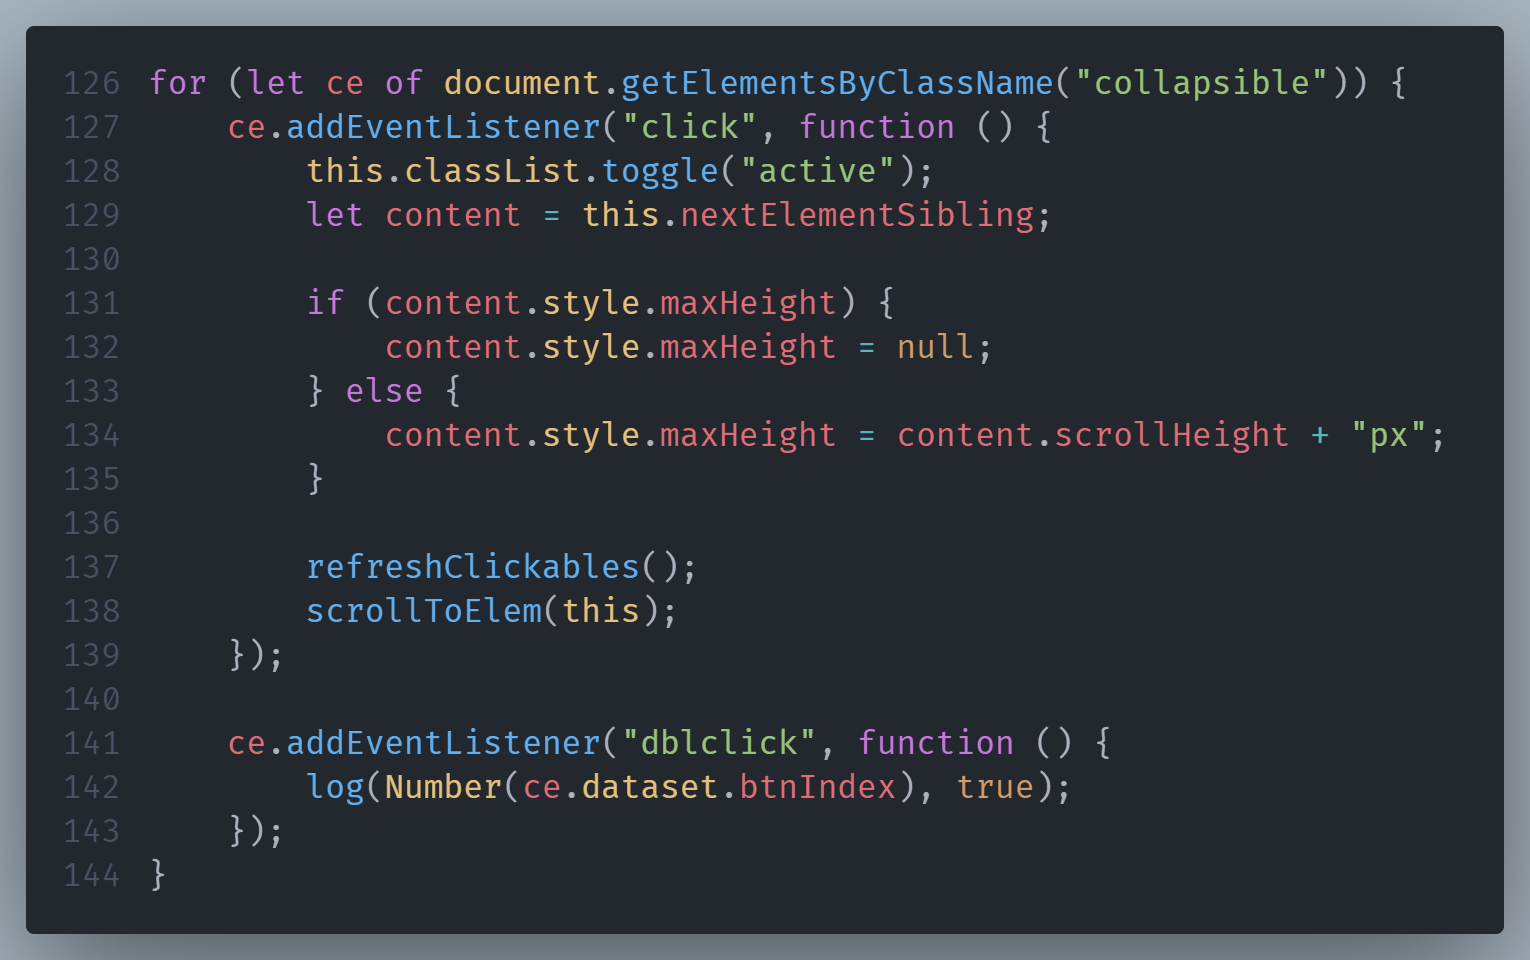 126 for (let ce of document.getElementsByClassName("collapsible")) {
127     ce.addEventListener("click", function () {
128         this.classList.toggle("active");
129         let content = this.nextElementSibling;
130
131         if (content.style.maxHeight) {
132             content.style.maxHeight = null;
133         } else {
134             content.style.maxHeight = content.scrollHeight + "px";
135         }
136
137         refreshClickables();
138         scrollToElem(this);
139     });
140
141     ce.addEventListener("dblclick", function () {
142         log(Number(ce.dataset.btnIndex), true);
143     });
144 }